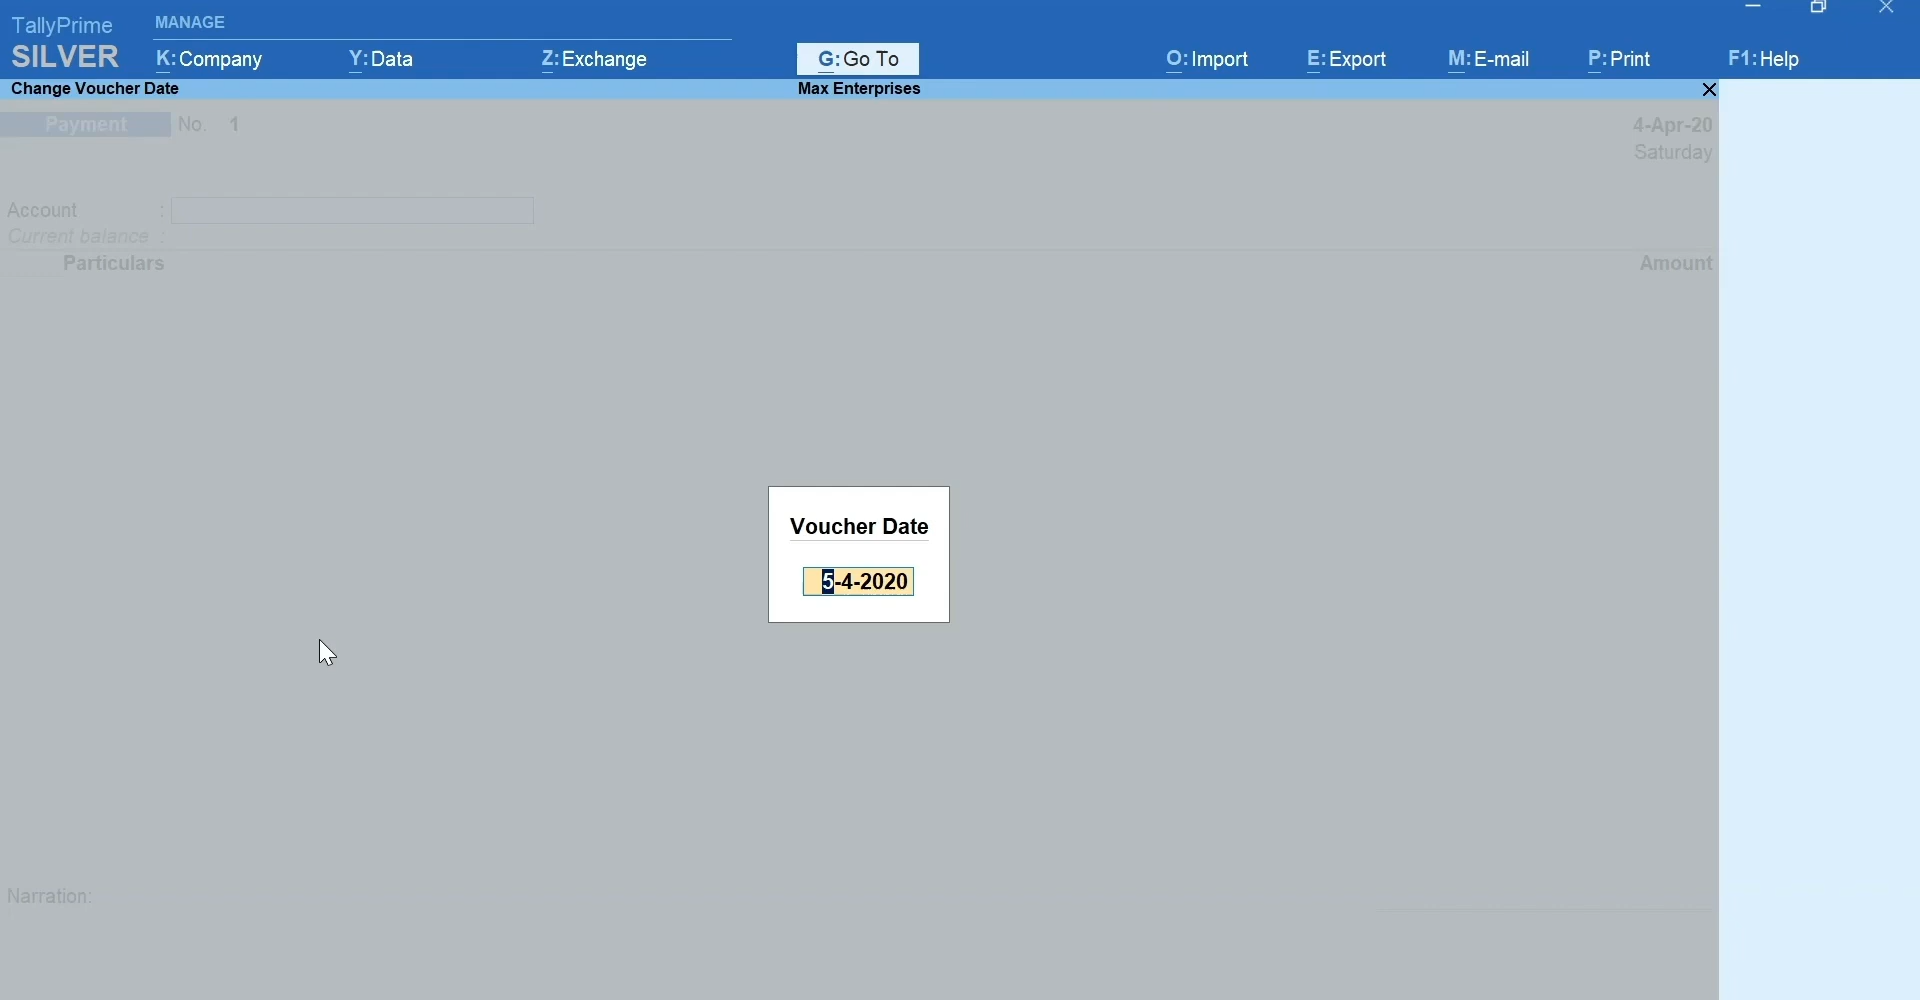 TallyPrime
MANAGE
SILVER
K: Company
Y: Data
Z: Exchange
G: Go To
O: Import
E: Export
M: E-mail
P: Print
F1: Help
Change Voucher Date
Max Enterprises
Payment No. 1
4-Apr-20
Saturday
Account :
Current balance :
Particulars
Amount
Voucher Date
5-4-2020
Narration: